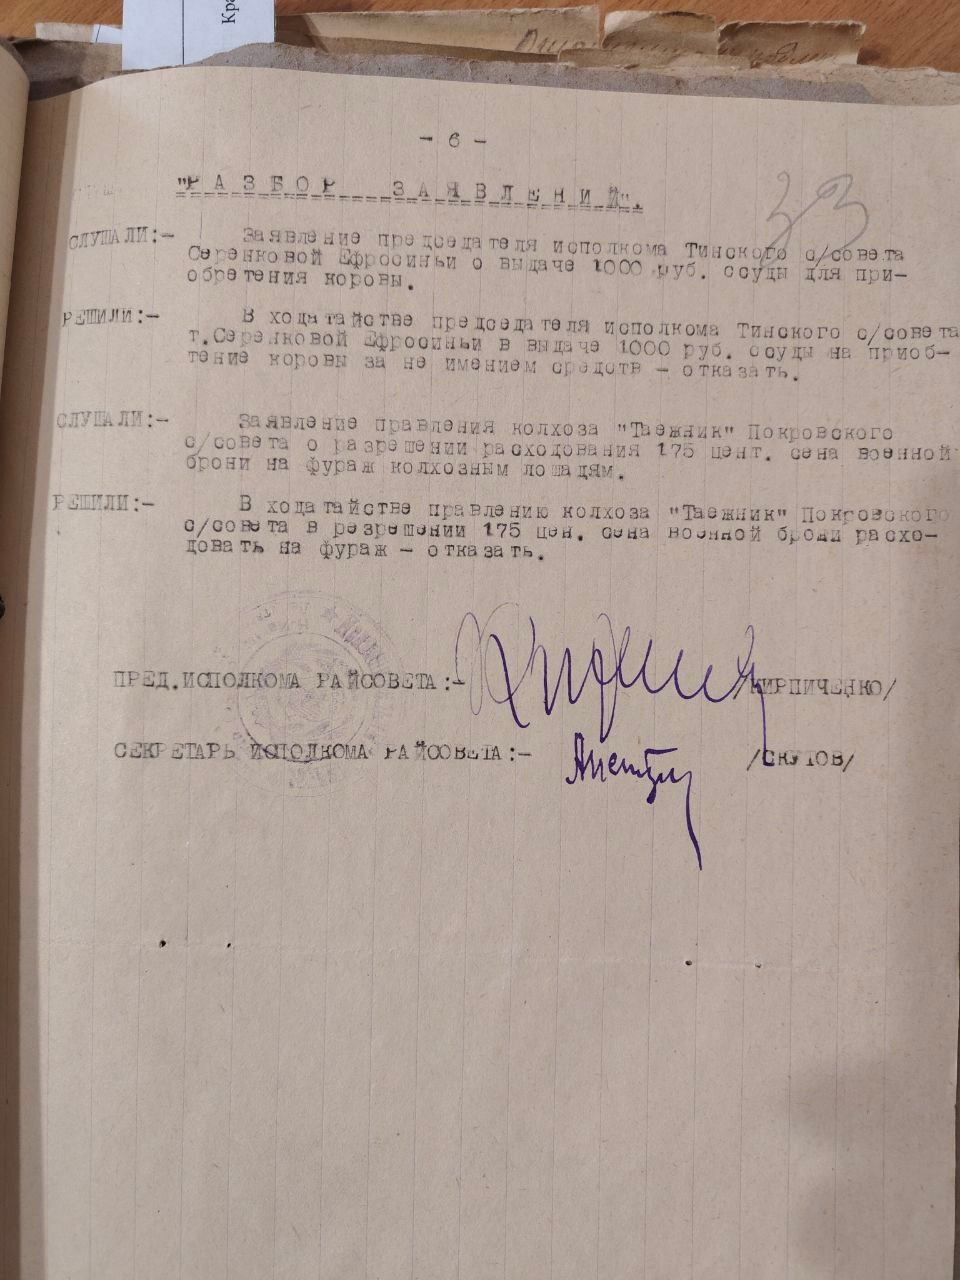 Кра
- 6 -
33
"РАЗБОР ЗАЯВЛЕНИЙ".
СЛУШАЛИ:- Заявление председателя исполкома Тинского с/совета
Серенковой Ефросиньи о выдаче 1000 руб. ссуды для при-
обретения коровы.
РЕШИЛИ:- В ходатайстве председателя исполкома Тинского с/совета
т.Серенковой Ефросиньи в выдаче 1000 руб. ссуды на приоб-
тение коровы за не имением средств - отказать.
СЛУШАЛИ:- Заявление правления колхоза "Таежник" Покровского
с/совета о разрешении расходования 175 цент. сена военной
брони на фураж колхозным лошадям.
РЕШИЛИ:- В ходатайстве правлению колхоза "Таежник" Покровского
с/совета в резрешении 175 цен. сена военной брони расхо-
довать на фураж - отказать.
ПРЕД.ИСПОЛКОМА РАЙСОВЕТА:- /КИРПИЧЕНКО/
СЕКРЕТАРЬ ИСПОЛКОМА РАЙСОВЕТА:- /СКУТОВ/